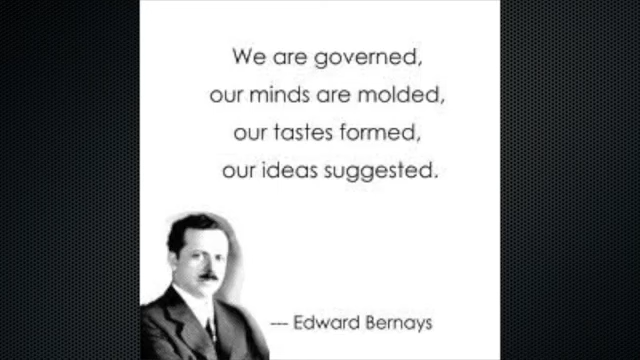 We are governed,
our minds are molded,
our tastes formed,
our ideas suggested.
--- Edward Bernays